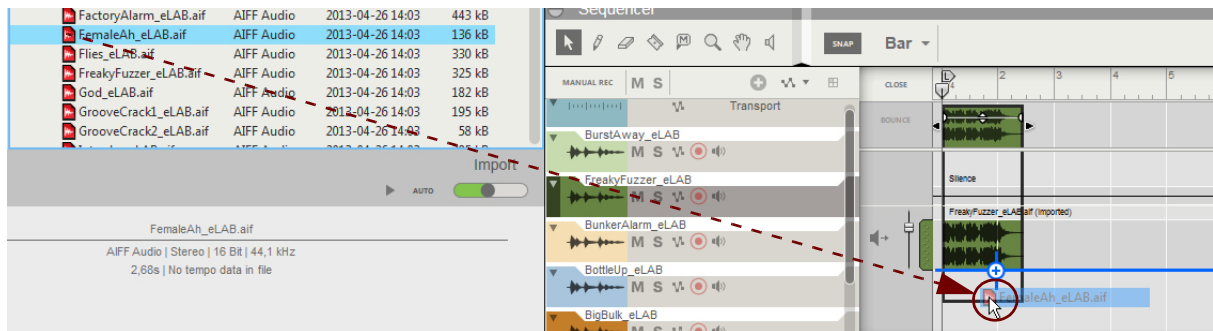 FactoryAlarm_eLAB.aif AIFF Audio 2013-04-26 14:03 443 kB
FemaleAh_eLAB.aif AIFF Audio 2013-04-26 14:03 136 kB
Flies_eLAB.aif AIFF Audio 2013-04-26 14:03 330 kB
FreakyFuzzer_eLAB.aif AIFF Audio 2013-04-26 14:03 325 kB
God_eLAB.aif AIFF Audio 2013-04-26 14:03 182 kB
GrooveCrack1_eLAB.aif AIFF Audio 2013-04-26 14:03 195 kB
GrooveCrack2_eLAB.aif AIFF Audio 2013-04-26 14:03 58 kB
Import
AUTO
FemaleAh_eLAB.aif
AIFF Audio | Stereo | 16 Bit | 44,1 kHz
2,68s | No tempo data in file
Sequencer
SNAP Bar
MANUAL REC M S
CLOSE L 2 3 4 5
Transport
BOUNCE
BurstAway_eLAB
M S
FreakyFuzzer_eLAB
M S
BunkerAlarm_eLAB
M S
BottleUp_eLAB
M S
BigBulk_eLAB
M S
Silence
FreakyFuzzer_eLAB.aif (imported)
FemaleAh_eLAB.aif